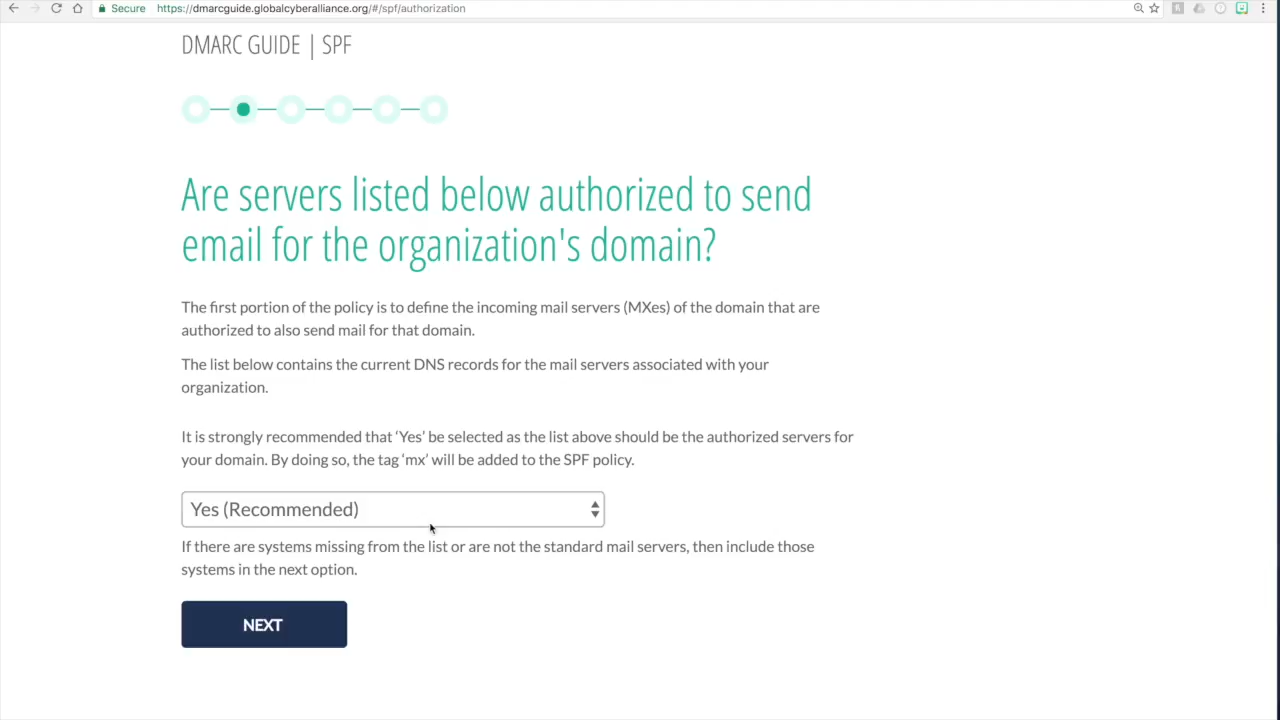 Secure
https://dmarcguide.globalcyberalliance.org/#/spf/authorization
DMARC GUIDE | SPF
Are servers listed below authorized to send
email for the organization's domain?
The first portion of the policy is to define the incoming mail servers (MXes) of the domain that are
authorized to also send mail for that domain.
The list below contains the current DNS records for the mail servers associated with your
organization.
It is strongly recommended that ‘Yes’ be selected as the list above should be the authorized servers for
your domain. By doing so, the tag ‘mx’ will be added to the SPF policy.
Yes (Recommended)
If there are systems missing from the list or are not the standard mail servers, then include those
systems in the next option.
NEXT